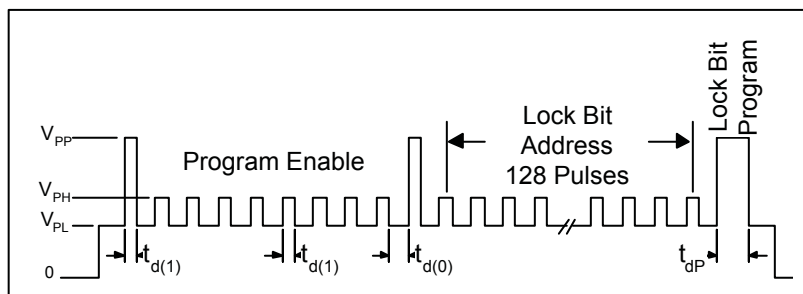 Lock Bit
Program
V_PP
Program Enable
Lock Bit
Address
128 Pulses
V_PH
V_PL
0
t_d(1)
t_d(1)
t_d(0)
t_dP